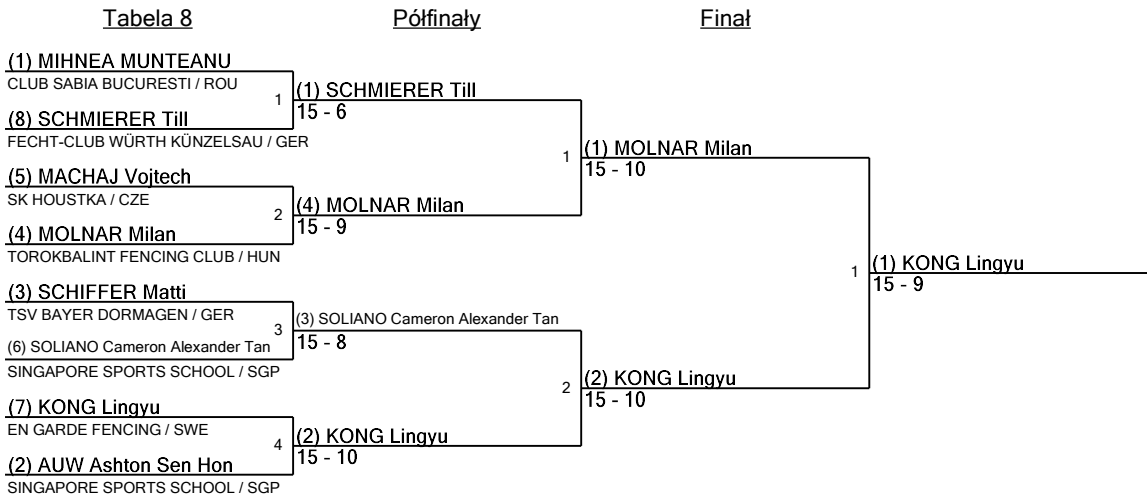 Tabela 8
Półfinały
Finał
(1) MIHNEA MUNTEANU
CLUB SABIA BUCURESTI / ROU
1
(1) SCHMIERER Till
15 - 6
(8) SCHMIERER Till
FECHT-CLUB WÜRTH KÜNZELSAU / GER
1
(1) MOLNAR Milan
15 - 10
(5) MACHAJ Vojtech
SK HOUSTKA / CZE
2
(4) MOLNAR Milan
15 - 9
(4) MOLNAR Milan
TOROKBALINT FENCING CLUB / HUN
1
(1) KONG Lingyu
15 - 9
(3) SCHIFFER Matti
TSV BAYER DORMAGEN / GER
3
(3) SOLIANO Cameron Alexander Tan
15 - 8
(6) SOLIANO Cameron Alexander Tan
SINGAPORE SPORTS SCHOOL / SGP
2
(2) KONG Lingyu
15 - 10
(7) KONG Lingyu
EN GARDE FENCING / SWE
4
(2) KONG Lingyu
15 - 10
(2) AUW Ashton Sen Hon
SINGAPORE SPORTS SCHOOL / SGP